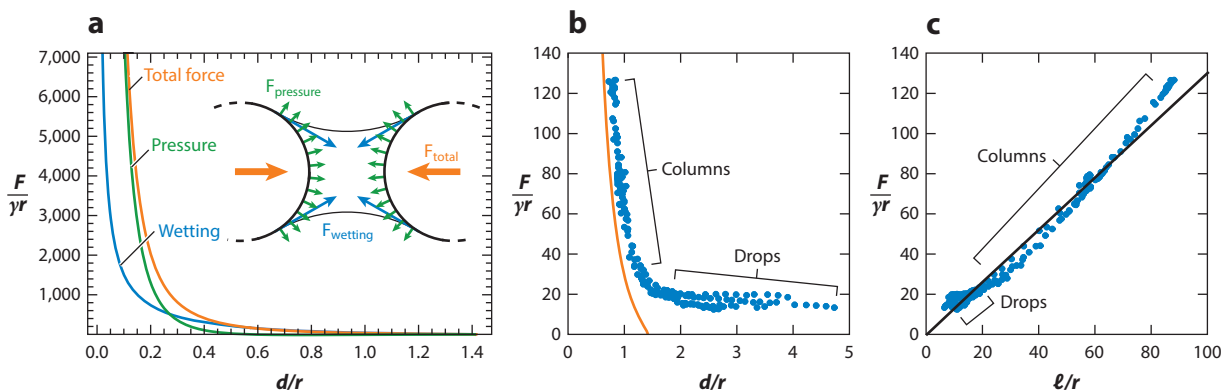 a
7,000
6,000
5,000
4,000
3,000
2,000
1,000
F
γr
Total force
Pressure
Wetting
F pressure
F total
F wetting
0.0 0.2 0.4 0.6 0.8 1.0 1.2 1.4
d/r
b
140
120
100
80
60
40
20
0
F
γr
Columns
Drops
0 1 2 3 4 5
d/r
c
140
120
100
80
60
40
20
0
F
γr
Columns
Drops
0 20 40 60 80 100
ℓ/r